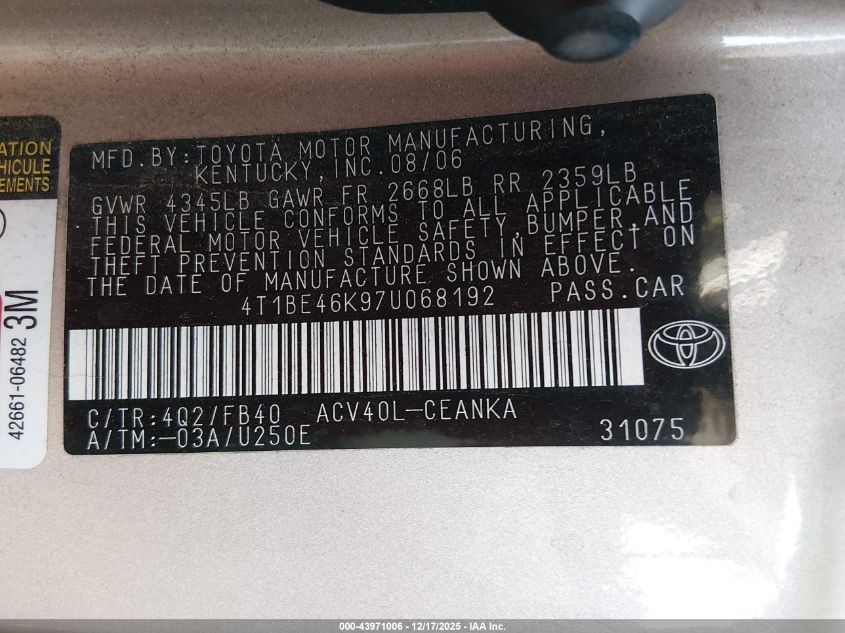 ATION
VEHICULE
EMENTS
42661-06482 3M
MFD.BY:TOYOTA MOTOR MANUFACTURING,
KENTUCKY,INC.08/06
GVWR 4345LB GAWR FR 2668LB RR 2359LB
THIS VEHICLE CONFORMS TO ALL APPLICABLE
FEDERAL MOTOR VEHICLE SAFETY,BUMPER,AND
THEFT PREVENTION STANDARDS IN EFFECT ON
THE DATE OF MANUFACTURE SHOWN ABOVE.
4T1BE46K97U068192 PASS.CAR
C/TR:4Q2/FB40 ACV40L-CEANKA
A/TM:-03A/U250E 31075
000-43971006 - 12/17/2025 - IAA Inc.